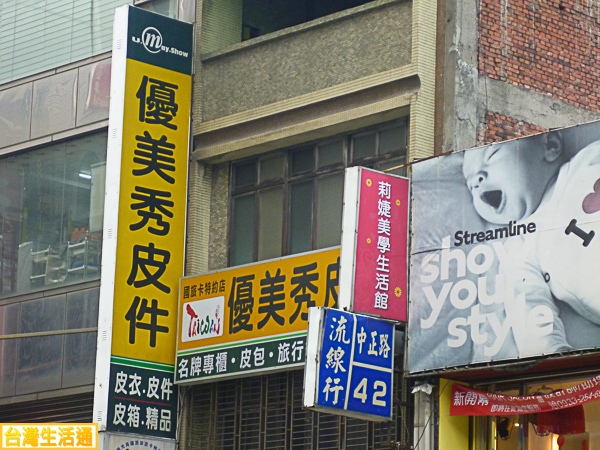 u.may.Show
優美秀皮件
皮衣.皮件
皮箱.精品
國旅卡特約店
優美秀皮
名牌專櫃·皮包·旅行
莉婕美學生活館
流線行
中正路
42
Streamline
show
your
style
新開幕
台灣生活通